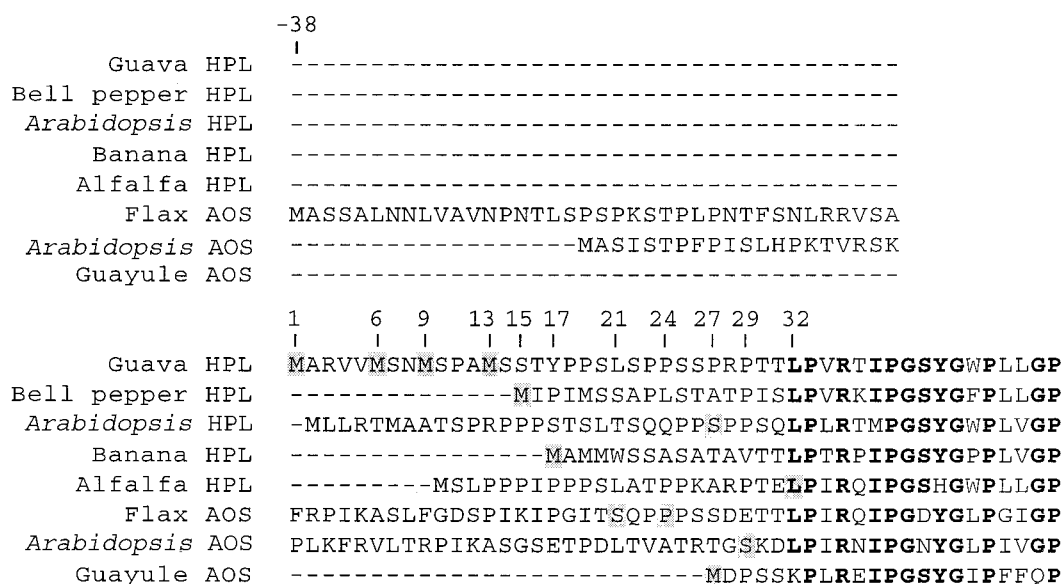 -38
Guava HPL --------------------------------------
Bell pepper HPL --------------------------------------
Arabidopsis HPL --------------------------------------
Banana HPL --------------------------------------
Alfalfa HPL --------------------------------------
Flax AOS MASSALNNLVAVNPNTLSPSPKSTPLPNTFSNLRRVSA
Arabidopsis AOS ------------------MASISTPFPISLHPKTVRSK
Guayule AOS --------------------------------------
1 6 9 13 15 17 21 24 27 29 32
Guava HPL MARVVMSNMSPAMSSTYPPSLSPPSSPRPTTLPVRTIPGSYGWPLLGP
Bell pepper HPL --------------MIPIMSSAPLSTATPISLPVRKIPGSYGFPLLGP
Arabidopsis HPL -MLLRTMAATSPRPPPSTSLTSQQPPSPPSQLPLRTMPGSYGWPLVGP
Banana HPL ----------------MAMMWSSASATAVTTLPTRPIPGSYGPPLVGP
Alfalfa HPL ---------MSLPPPIPPPSLATPPKARPTELPIRQIPGSHGWPLLGP
Flax AOS FRPIKASLFGDSPIKIPGITSQPPPSSDETTLPIRQIPGDYGLPGIGP
Arabidopsis AOS PLKFRVLTRPIKASGSETPDLTVATRTGSKDLPIRNIPGNYGLPIVGP
Guayule AOS --------------------------MDPSSKPLREIPGSYGIPFFQP